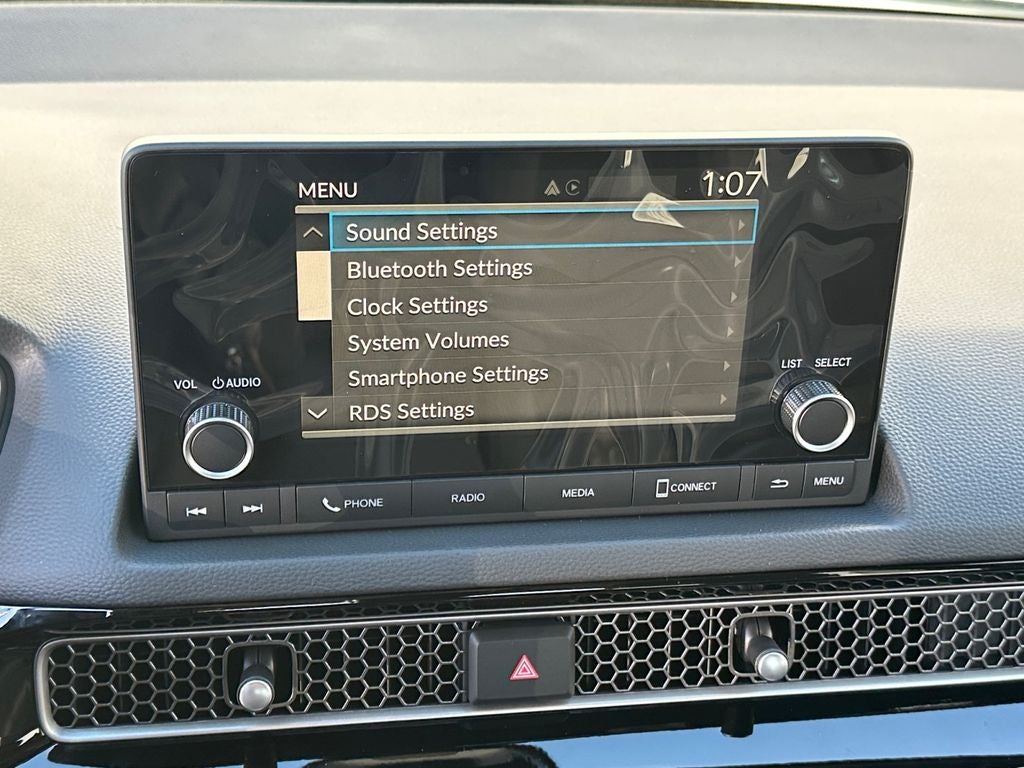 MENU
1:07
Sound Settings
Bluetooth Settings
Clock Settings
System Volumes
Smartphone Settings
RDS Settings
VOL AUDIO
LIST SELECT
PHONE RADIO MEDIA CONNECT MENU